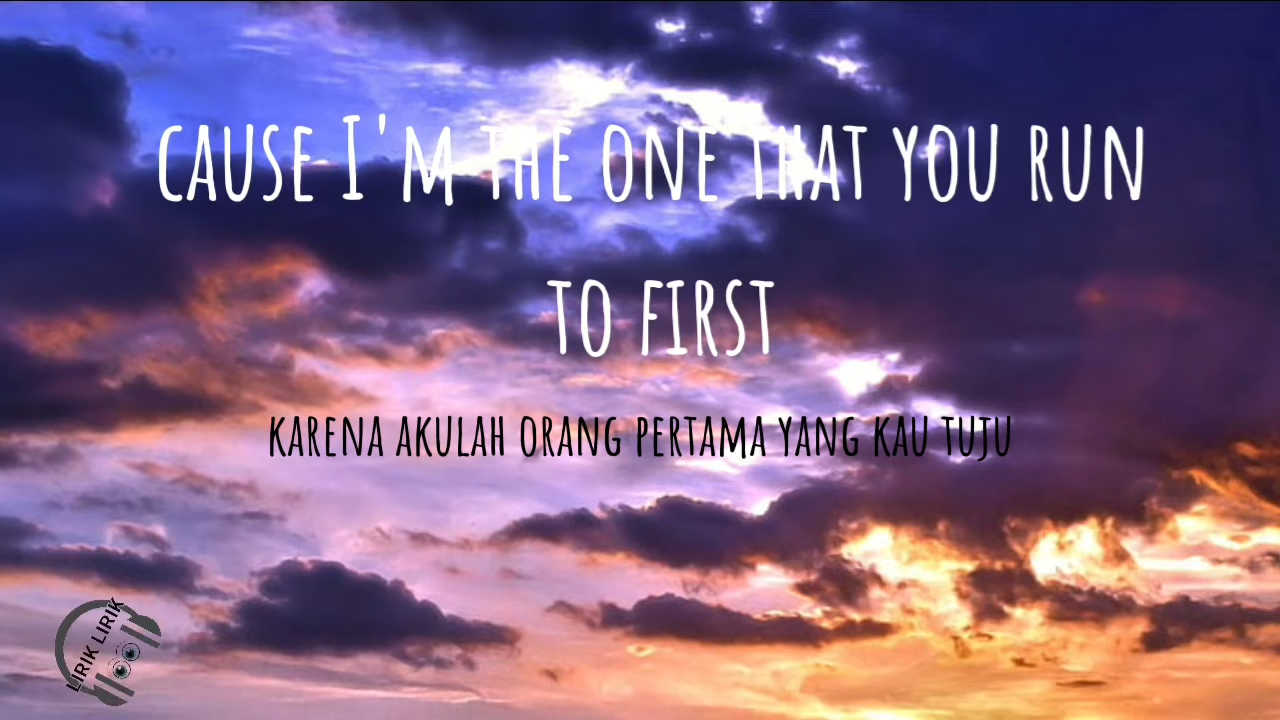 CAUSE I'M THE ONE THAT YOU RUN
TO FIRST
KARENA AKULAH ORANG PERTAMA YANG KAU TUJU
LIRIK LIRIK